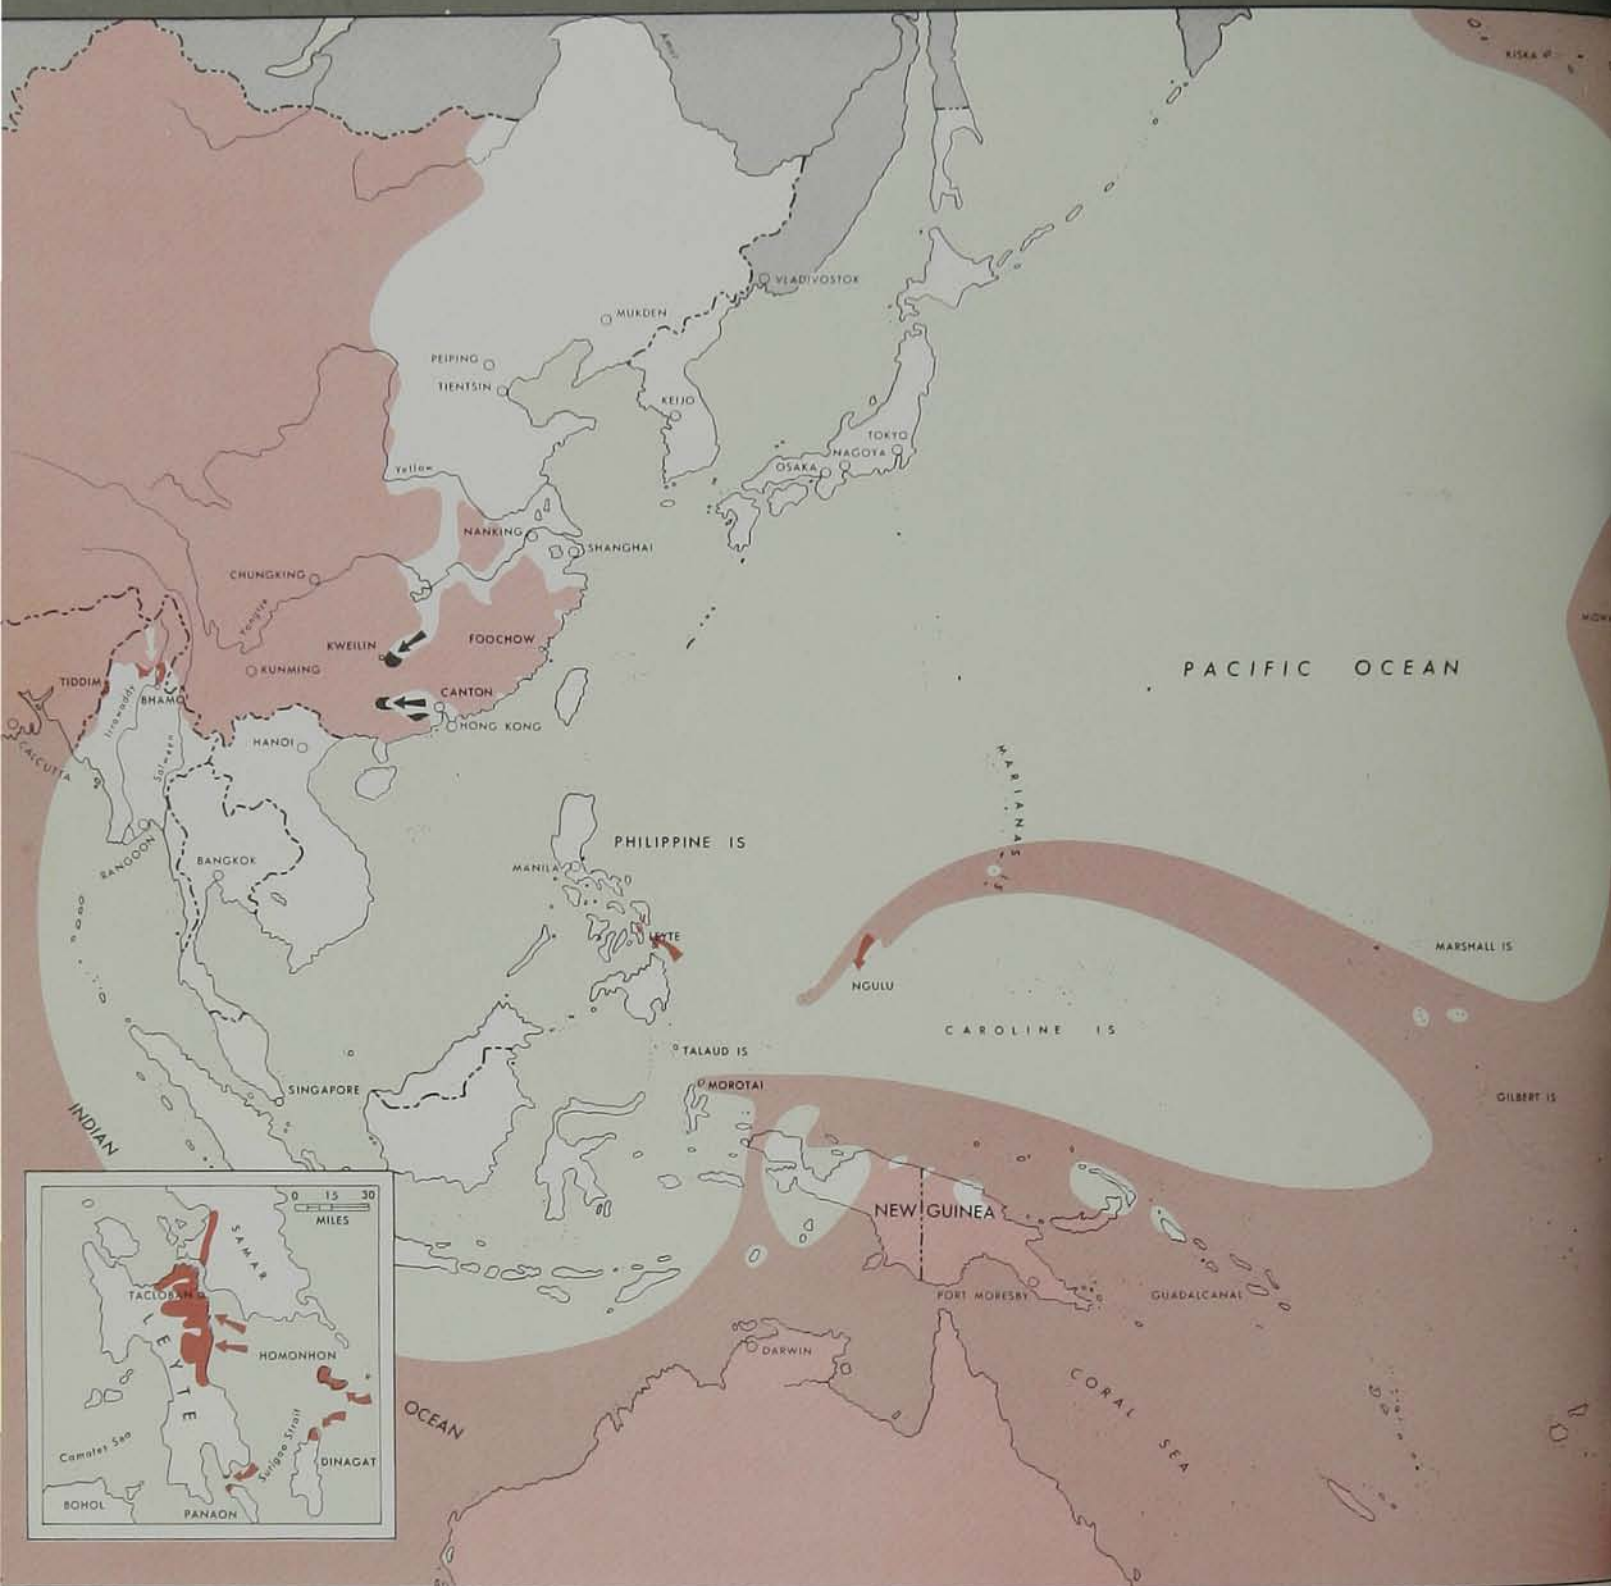 Amur
KISKA
VLADIVOSTOK
MUKDEN
PEIPING
TIENTSIN
KEIJO
TOKYO
NAGOYA
OSAKA
Yellow
NANKING
SHANGHAI
CHUNGKING
Yangtze
KWEILIN
FOOCHOW
KUNMING
TIDDIM
BHAMO
CANTON
HONG KONG
Irrawaddy
Salween
HANOI
CALCUTTA
PACIFIC OCEAN
MARIANAS IS
RANGOON
BANGKOK
PHILIPPINE IS
MANILA
LEYTE
NGULU
MARSHALL IS
CAROLINE IS
TALAUD IS
MOROTAI
SINGAPORE
GILBERT IS
INDIAN
OCEAN
NEW GUINEA
PORT MORESBY
GUADALCANAL
DARWIN
CORAL SEA
0 15 30
MILES
SAMAR
TACLOBAN
LEYTE
HOMONHON
Surigao Strait
DINAGAT
Camotes Sea
BOHOL
PANAON